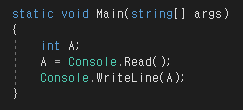 static void Main(string[] args)
{
    int A;
    A = Console.Read();
    Console.WriteLine(A);
}